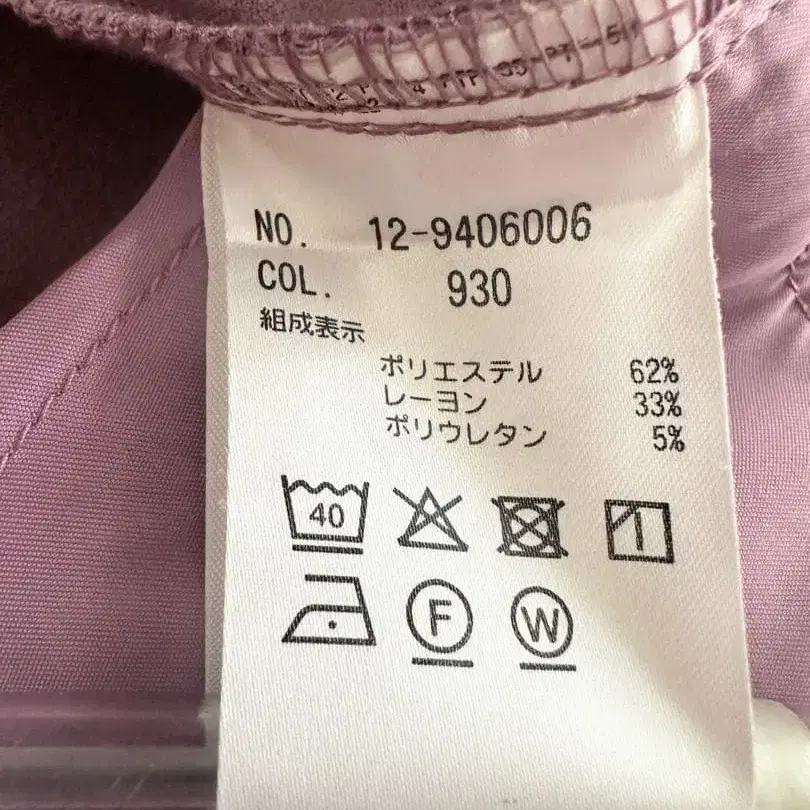 NO. 12-9406006
COL. 930
組成表示
ポリエステル 62%
レーヨン 33%
ポリウレタン 5%
40
F W